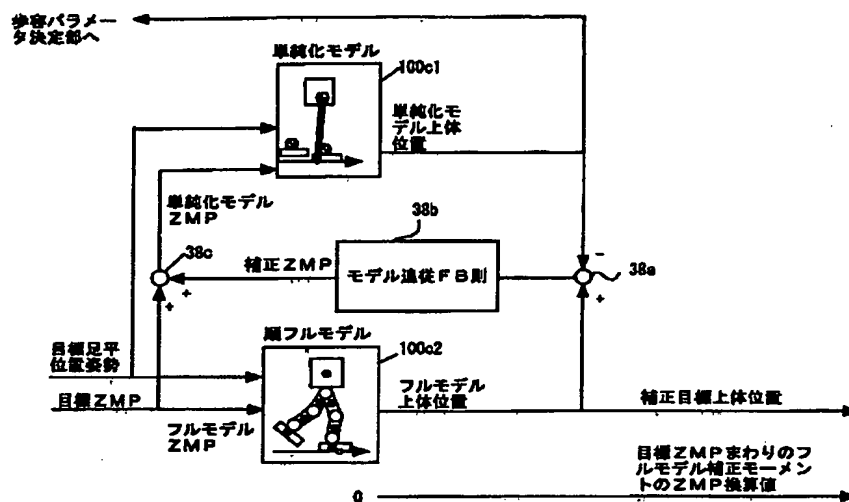 歩容パラメー
タ決定部へ
単純化モデル
100c1
単純化モ
デル上体
位置
単純化モデル
ZMP
38b
38c
補正ZMP
モデル追従FB則
38a
-
+
+
+
順フルモデル
目標足平
位置姿勢
100c2
目標ZMP
フルモデル
上体位置
補正目標上体位置
フルモデル
ZMP
目標ZMPまわりのフ
ルモデル補正モーメン
トのZMP換算値
0